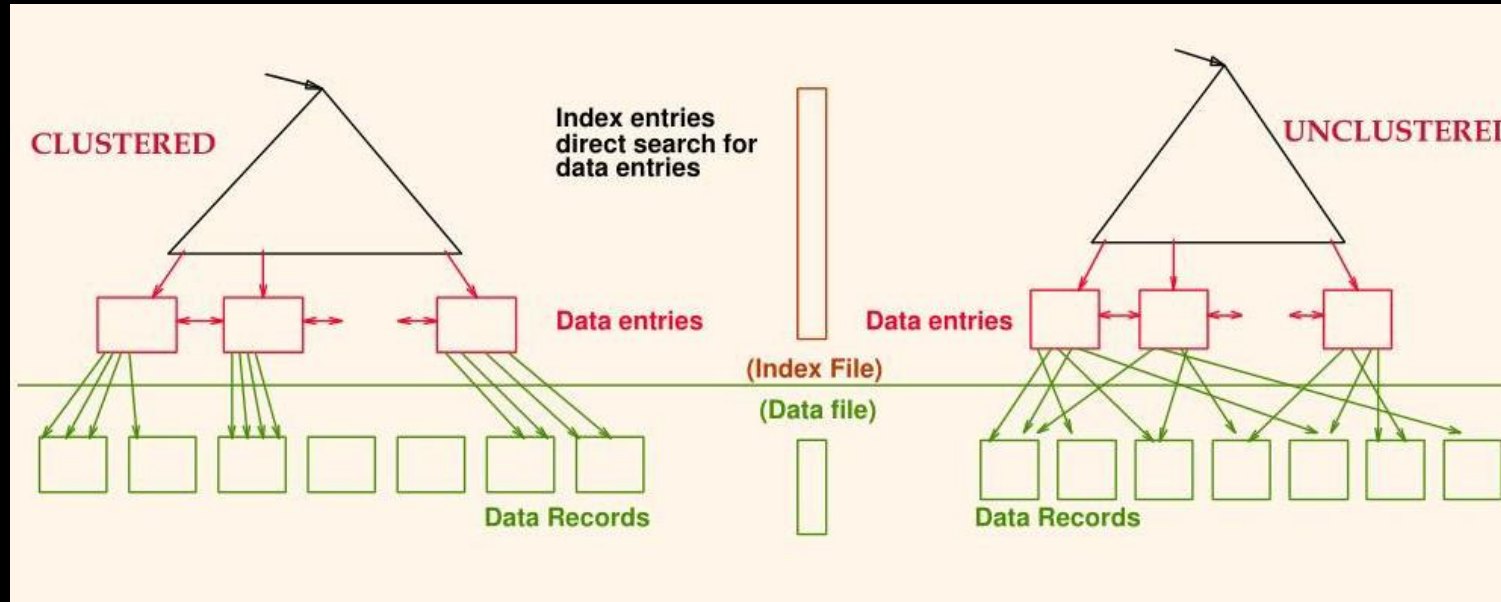 CLUSTERED
Index entries
direct search for
data entries
UNCLUSTERED
Data entries
Data entries
(Index File)
(Data file)
Data Records
Data Records